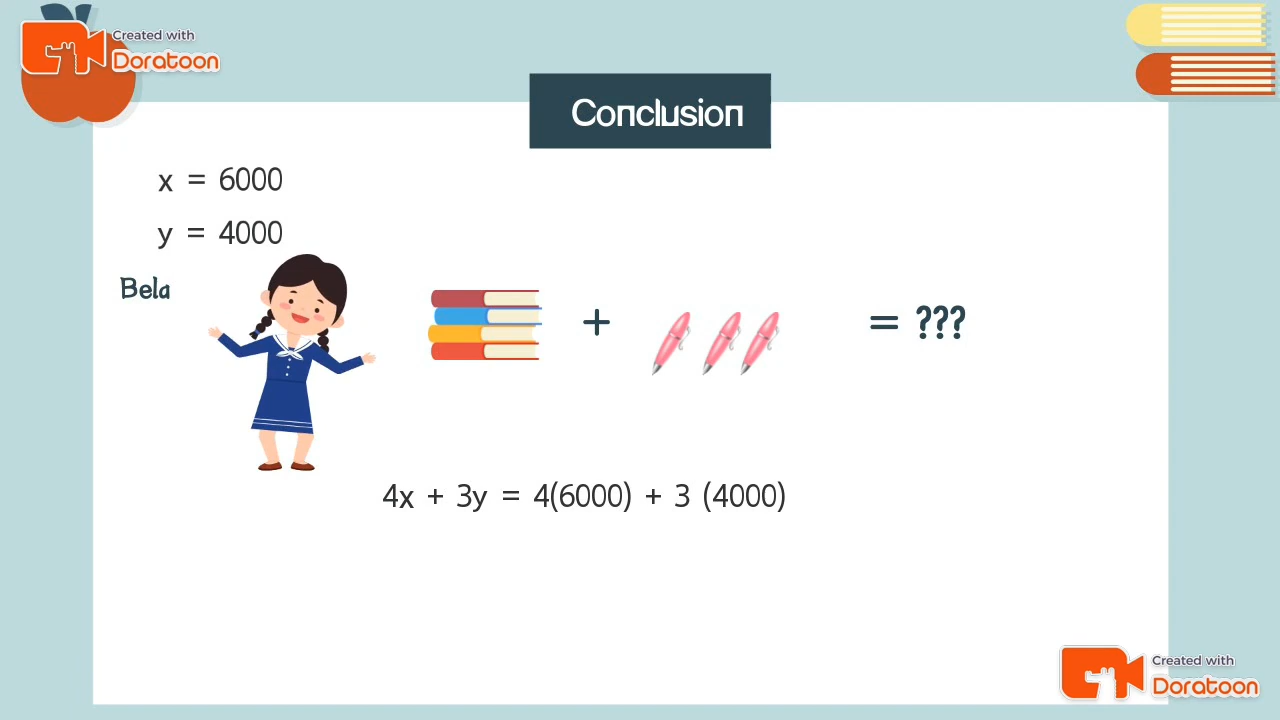 Created with
Doratoon
Conclusion
x = 6000
y = 4000
Bela
+
= ???
4x + 3y = 4(6000) + 3 (4000)
Created with
Doratoon